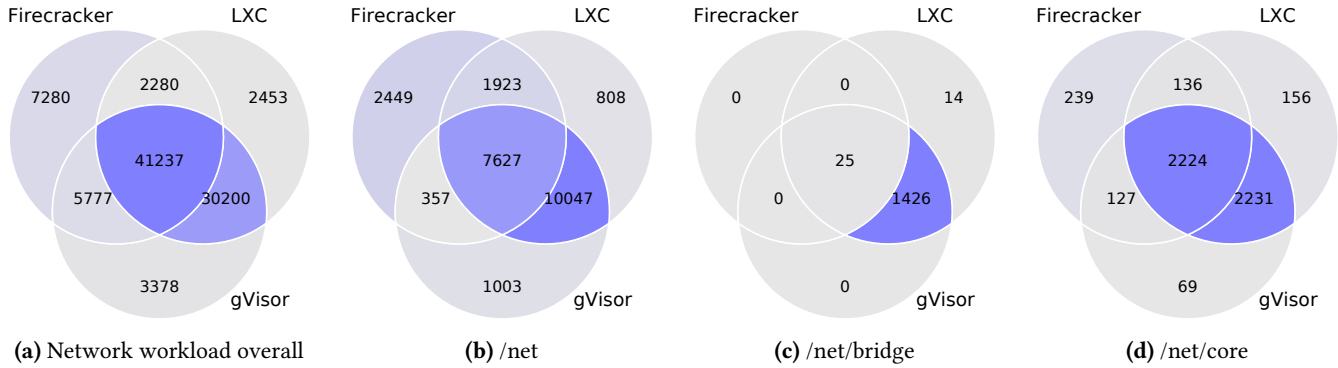 Firecracker LXC
7280 2280 2453
41237
5777 30200
3378
gVisor
(a) Network workload overall
Firecracker LXC
2449 1923 808
7627
357 10047
1003
gVisor
(b) /net
Firecracker LXC
0 0 14
25
0 1426
0
gVisor
(c) /net/bridge
Firecracker LXC
239 136 156
2224
127 2231
69
gVisor
(d) /net/core